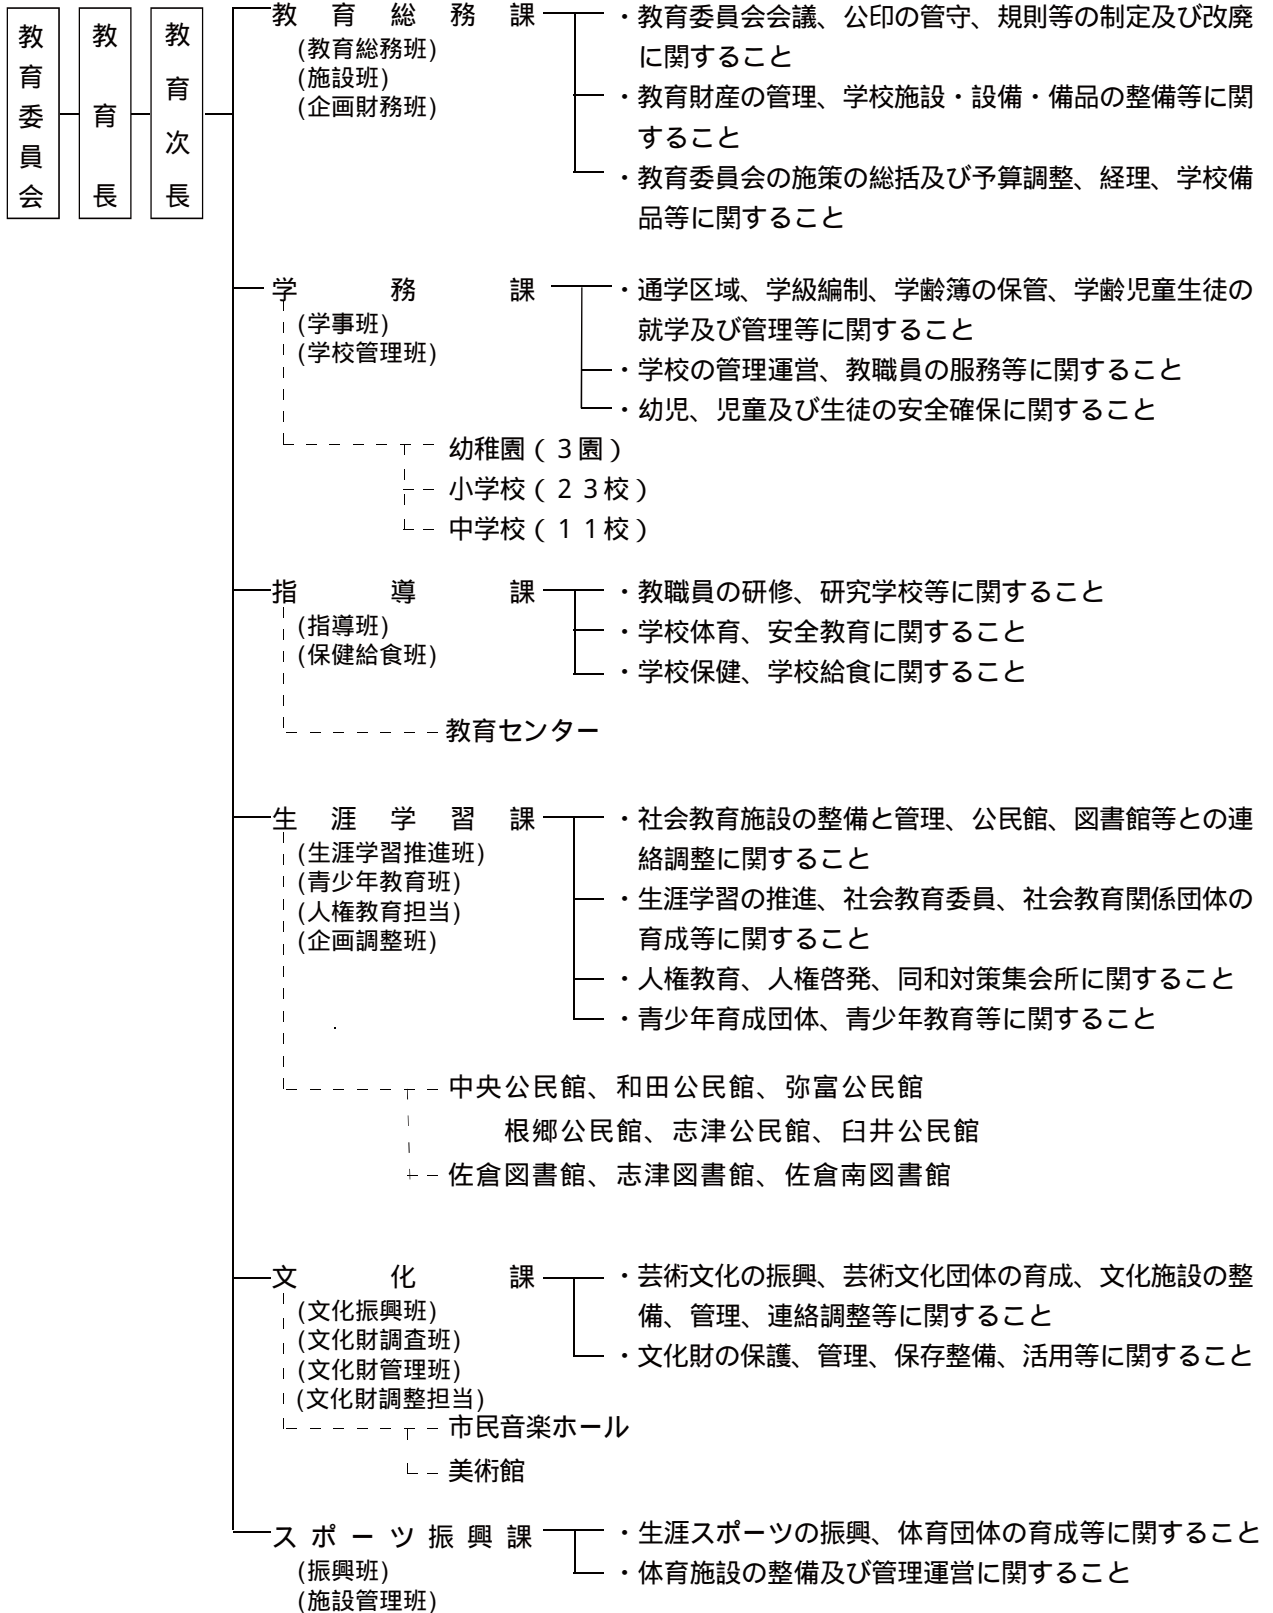 教育委員会
教育長
教育次長
教育総務課
(教育総務班)
(施設班)
(企画財務班)
・教育委員会会議、公印の管守、規則等の制定及び改廃
に関すること
・教育財産の管理、学校施設・設備・備品の整備等に関
すること
・教育委員会の施策の総括及び予算調整、経理、学校備
品等に関すること
学務課
(学事班)
(学校管理班)
・通学区域、学級編制、学齢簿の保管、学齢児童生徒の
就学及び管理等に関すること
・学校の管理運営、教職員の服務等に関すること
・幼児、児童及び生徒の安全確保に関すること
幼稚園(3園)
小学校(23校)
中学校(11校)
指導課
(指導班)
(保健給食班)
・教職員の研修、研究学校等に関すること
・学校体育、安全教育に関すること
・学校保健、学校給食に関すること
教育センター
生涯学習課
(生涯学習推進班)
(青少年教育班)
(人権教育担当)
(企画調整班)
・社会教育施設の整備と管理、公民館、図書館等との連
絡調整に関すること
・生涯学習の推進、社会教育委員、社会教育関係団体の
育成等に関すること
・人権教育、人権啓発、同和対策集会所に関すること
・青少年育成団体、青少年教育等に関すること
中央公民館、和田公民館、弥富公民館
根郷公民館、志津公民館、臼井公民館
佐倉図書館、志津図書館、佐倉南図書館
文化課
(文化振興班)
(文化財調査班)
(文化財管理班)
(文化財調整担当)
・芸術文化の振興、芸術文化団体の育成、文化施設の整
備、管理、連絡調整等に関すること
・文化財の保護、管理、保存整備、活用等に関すること
市民音楽ホール
美術館
スポーツ振興課
(振興班)
(施設管理班)
・生涯スポーツの振興、体育団体の育成等に関すること
・体育施設の整備及び管理運営に関すること